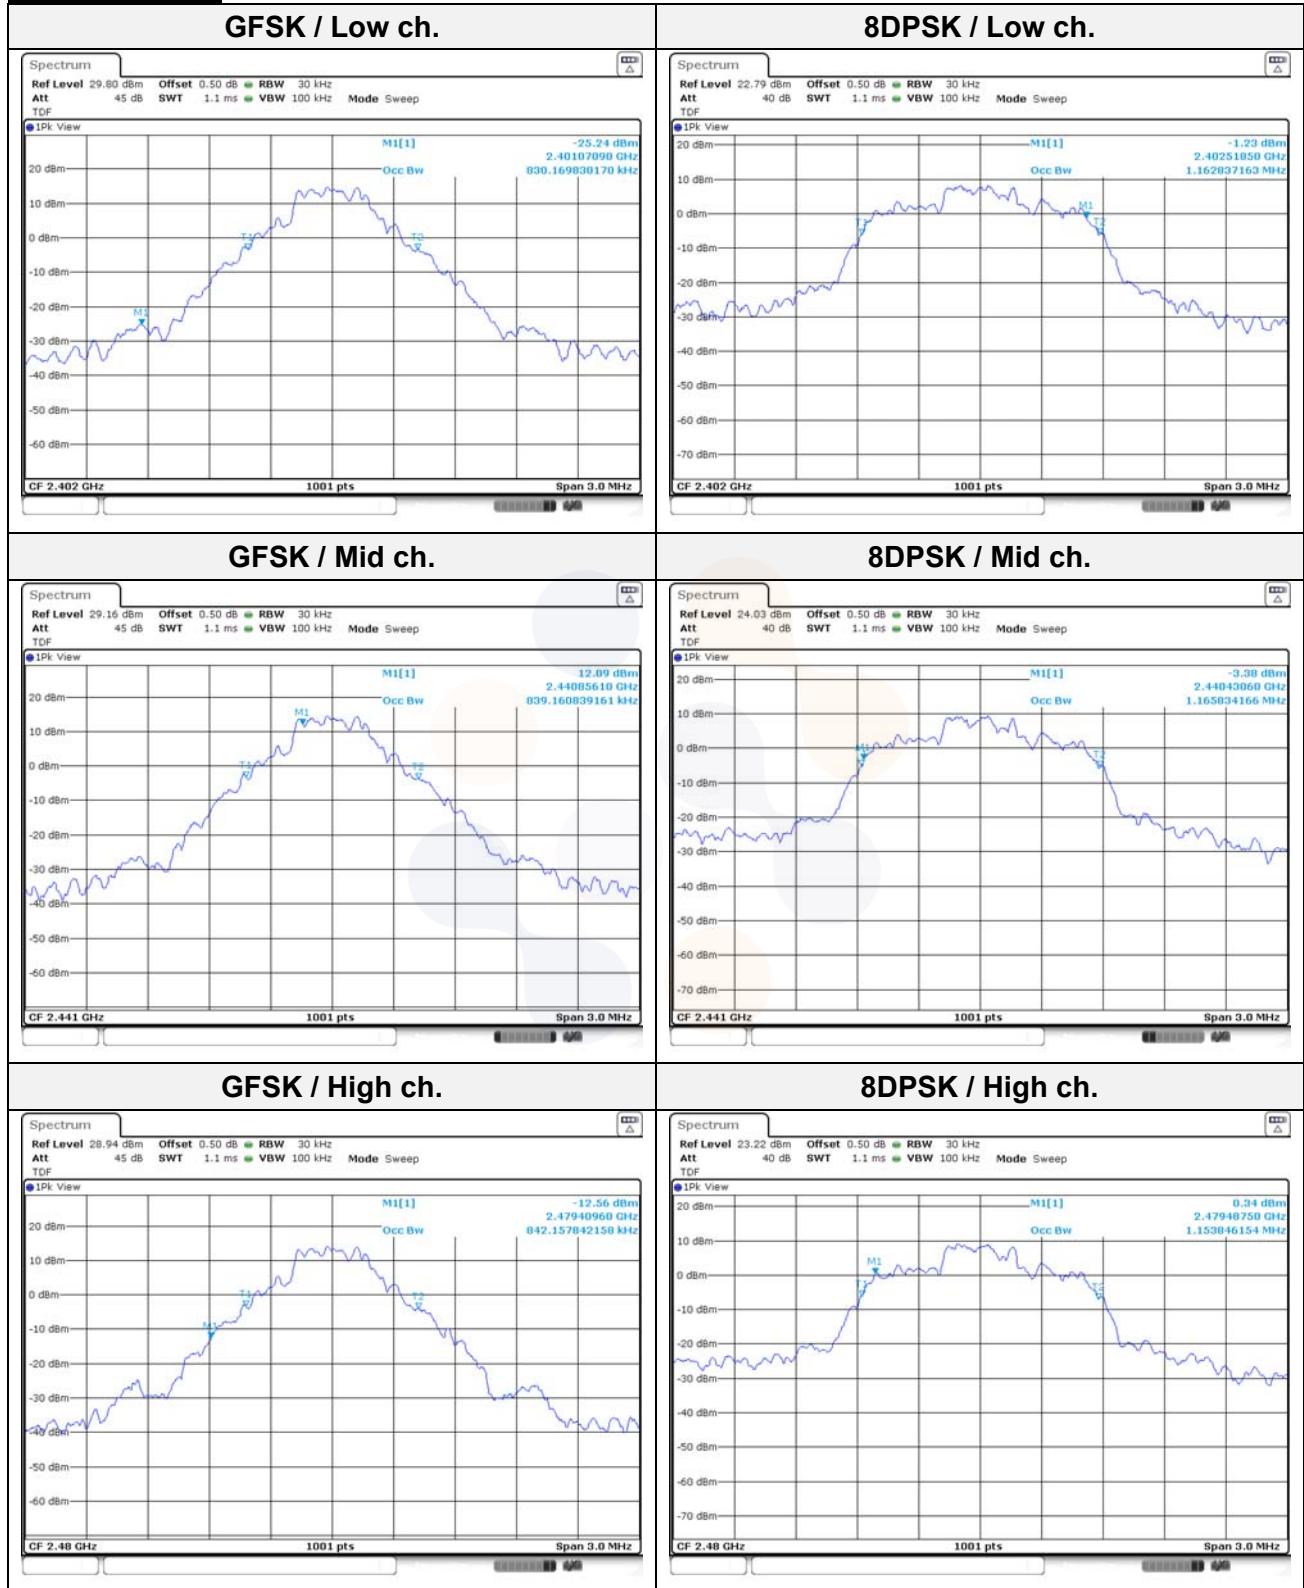 GFSK / Low ch.
Spectrum
Ref Level 29.80 dBm Offset 0.50 dB RBW 30 kHz
Att 45 dB SWT 1.1 ms VBW 100 kHz Mode Sweep
TDF
1Pk View
M1[1] -25.24 dBm
2.40107090 GHz
Occ Bw 830.169830170 kHz
20 dBm
10 dBm
T1
T2
0 dBm
-10 dBm
-20 dBm
M1
-30 dBm
-40 dBm
-50 dBm
-60 dBm
CF 2.402 GHz 1001 pts Span 3.0 MHz
8DPSK / Low ch.
Spectrum
Ref Level 22.79 dBm Offset 0.50 dB RBW 30 kHz
Att 40 dB SWT 1.1 ms VBW 100 kHz Mode Sweep
TDF
1Pk View
M1[1] -1.23 dBm
2.40251850 GHz
Occ Bw 1.162837163 MHz
20 dBm
10 dBm
M1
0 dBm
T1
T2
-10 dBm
-20 dBm
-30 dBm
-40 dBm
-50 dBm
-60 dBm
-70 dBm
CF 2.402 GHz 1001 pts Span 3.0 MHz
GFSK / Mid ch.
Spectrum
Ref Level 29.16 dBm Offset 0.50 dB RBW 30 kHz
Att 45 dB SWT 1.1 ms VBW 100 kHz Mode Sweep
TDF
1Pk View
M1[1] 12.09 dBm
2.44085610 GHz
Occ Bw 839.160839161 kHz
20 dBm
M1
10 dBm
0 dBm
T1
T2
-10 dBm
-20 dBm
-30 dBm
-40 dBm
-50 dBm
-60 dBm
CF 2.441 GHz 1001 pts Span 3.0 MHz
8DPSK / Mid ch.
Spectrum
Ref Level 24.03 dBm Offset 0.50 dB RBW 30 kHz
Att 40 dB SWT 1.1 ms VBW 100 kHz Mode Sweep
TDF
1Pk View
M1[1] -3.38 dBm
2.44043060 GHz
Occ Bw 1.165834166 MHz
20 dBm
10 dBm
0 dBm
M1
T2
-10 dBm
-20 dBm
-30 dBm
-40 dBm
-50 dBm
-60 dBm
-70 dBm
CF 2.441 GHz 1001 pts Span 3.0 MHz
GFSK / High ch.
Spectrum
Ref Level 28.94 dBm Offset 0.50 dB RBW 30 kHz
Att 45 dB SWT 1.1 ms VBW 100 kHz Mode Sweep
TDF
1Pk View
M1[1] -12.56 dBm
2.47940960 GHz
Occ Bw 842.157842158 kHz
20 dBm
10 dBm
0 dBm
T1
T2
M1
-10 dBm
-20 dBm
-30 dBm
-40 dBm
-50 dBm
-60 dBm
CF 2.48 GHz 1001 pts Span 3.0 MHz
8DPSK / High ch.
Spectrum
Ref Level 23.22 dBm Offset 0.50 dB RBW 30 kHz
Att 40 dB SWT 1.1 ms VBW 100 kHz Mode Sweep
TDF
1Pk View
M1[1] 0.34 dBm
2.47948750 GHz
Occ Bw 1.153846154 MHz
20 dBm
10 dBm
M1
0 dBm
T1
T2
-10 dBm
-20 dBm
-30 dBm
-40 dBm
-50 dBm
-60 dBm
-70 dBm
CF 2.48 GHz 1001 pts Span 3.0 MHz